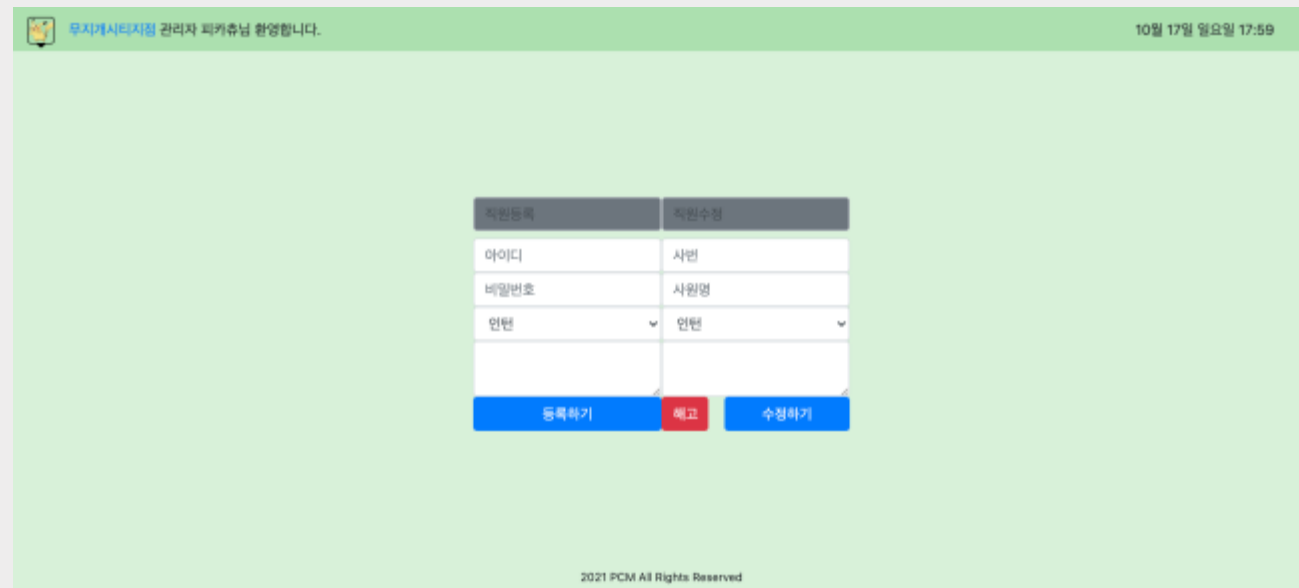 무지개시티지점 관리자 피카츄님 환영합니다.
10월 17일 일요일 17:59
직원등록 직원수정
아이디 사번
비밀번호 사원명
인턴 인턴
등록하기 해고 수정하기
2021 PCM All Rights Reserved